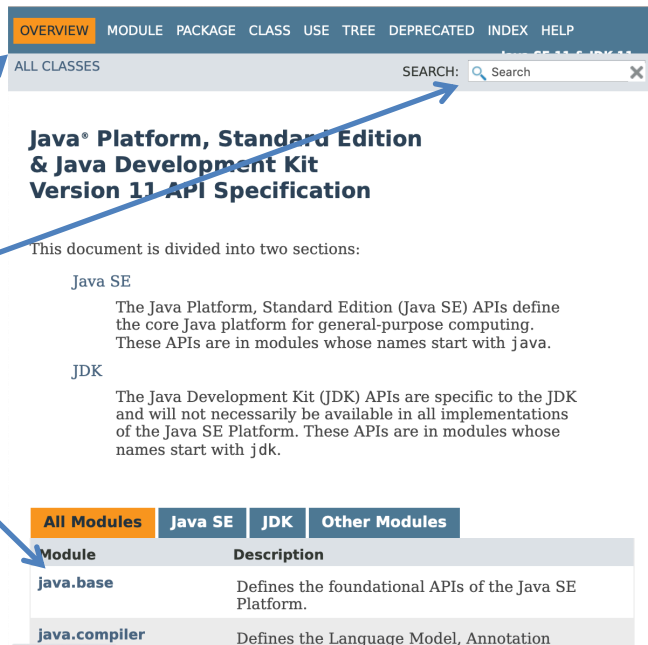 OVERVIEW MODULE PACKAGE CLASS USE TREE DEPRECATED INDEX HELP
Java SE 11 & JDK 11
ALL CLASSES SEARCH: Search
Java® Platform, Standard Edition
& Java Development Kit
Version 11 API Specification
This document is divided into two sections:
Java SE
The Java Platform, Standard Edition (Java SE) APIs define
the core Java platform for general-purpose computing.
These APIs are in modules whose names start with java.
JDK
The Java Development Kit (JDK) APIs are specific to the JDK
and will not necessarily be available in all implementations
of the Java SE Platform. These APIs are in modules whose
names start with jdk.
All Modules Java SE JDK Other Modules
Module Description
java.base Defines the foundational APIs of the Java SE
Platform.
java.compiler Defines the Language Model, Annotation